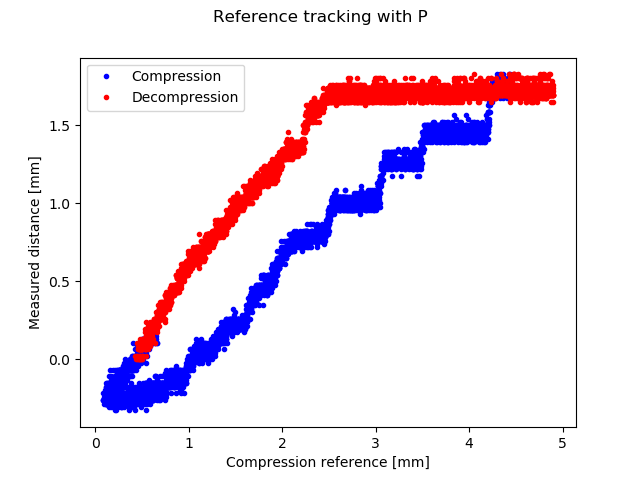 Reference tracking with P
Compression
Decompression
Measured distance [mm]
1.5
1.0
0.5
0.0
0
1
2
3
4
5
Compression reference [mm]